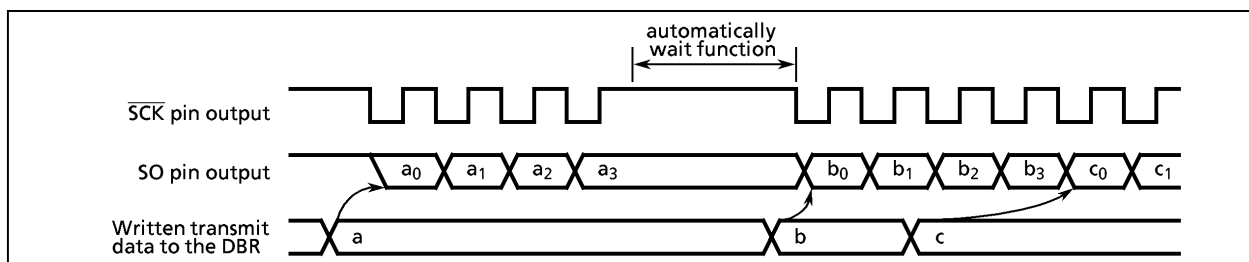 automatically
wait function
SCK pin output
SO pin output
a0 a1 a2 a3 b0 b1 b2 b3 c0 c1
Written transmit
data to the DBR
a b c